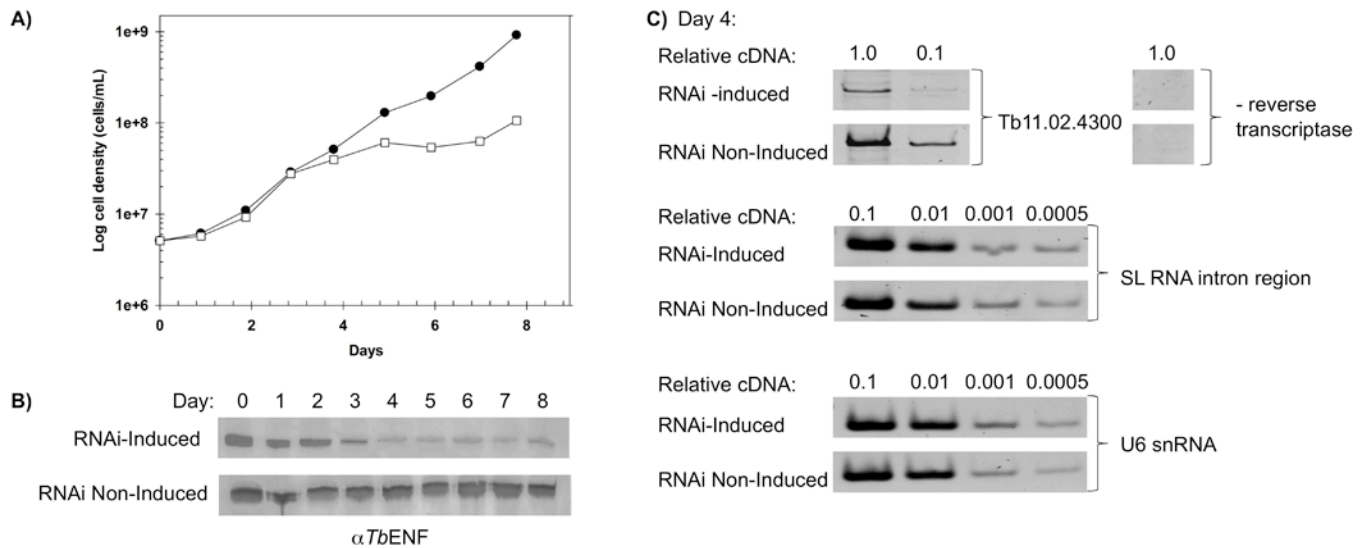 A)
Log cell density (cells/mL)
1e+9
1e+8
1e+7
1e+6
0 2 4 6 8
Days
B)
Day: 0 1 2 3 4 5 6 7 8
RNAi-Induced
RNAi Non-Induced
αTbENF
C) Day 4:
Relative cDNA: 1.0 0.1 1.0
RNAi -induced
Tb11.02.4300
- reverse
transcriptase
RNAi Non-Induced
Relative cDNA: 0.1 0.01 0.001 0.0005
RNAi-Induced
SL RNA intron region
RNAi Non-Induced
Relative cDNA: 0.1 0.01 0.001 0.0005
RNAi-Induced
U6 snRNA
RNAi Non-Induced